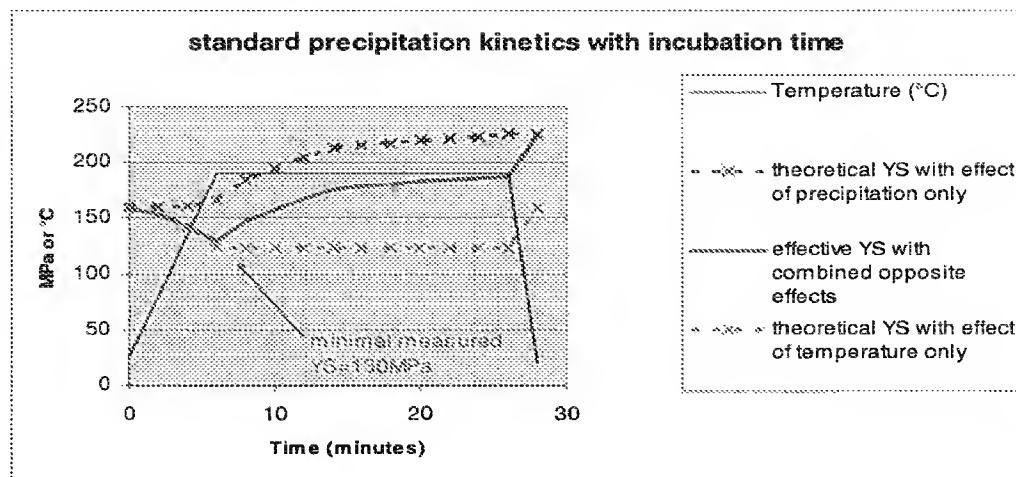 standard precipitation kinetics with incubation time
MPa or °C
250
200
150
100
50
0
0
10
20
30
Time (minutes)
minimal measured
YS=130MPa
Temperature (°C)
theoretical YS with effect
of precipitation only
effective YS with
combined opposite
effects
theoretical YS with effect
of temperature only